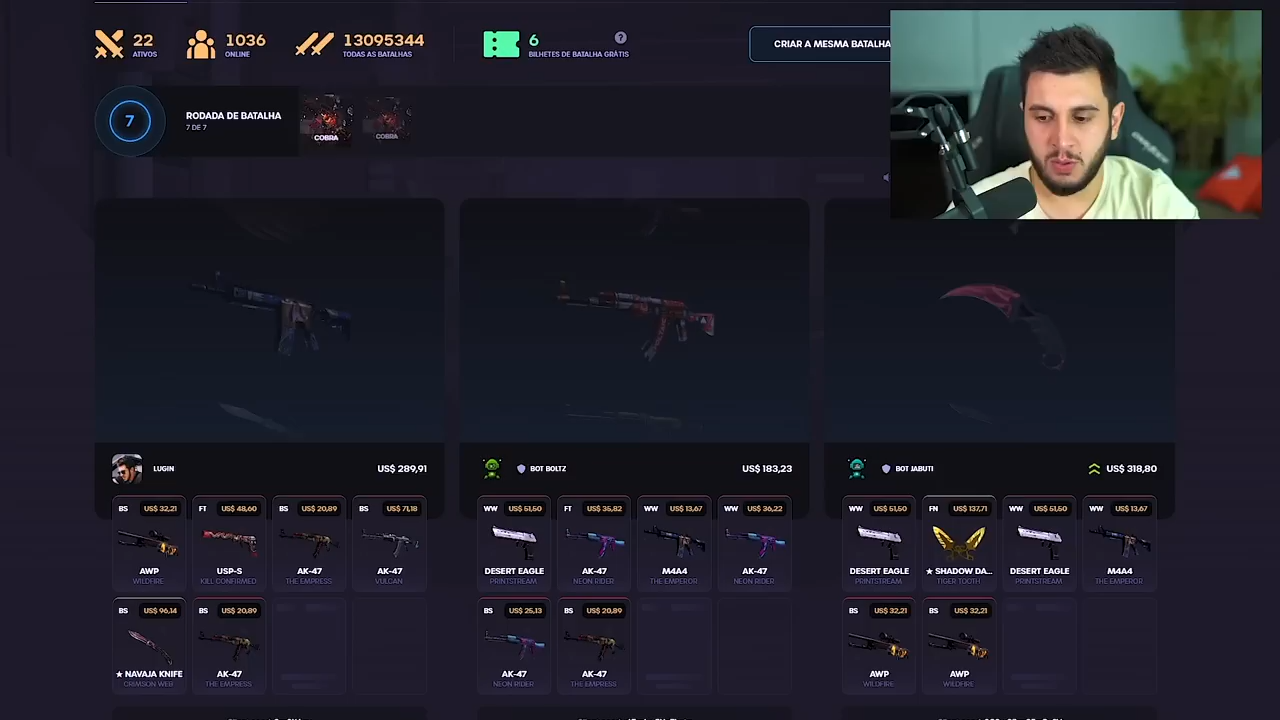 22
ATIVOS
1036
ONLINE
13095344
TODAS AS BATALHAS
6
BILHETES DE BATALHA GRÁTIS
?
CRIAR A MESMA BATALHA
7
RODADA DE BATALHA
7 DE 7
COBRA
COBRA
LUGIN
US$ 289,91
BOT BOLTZ
US$ 183,23
BOT JABUTI
US$ 318,80
BS US$ 32,21
AWP
WILDFIRE
FT US$ 48,60
USP-S
KILL CONFIRMED
BS US$ 20,89
AK-47
THE EMPRESS
BS US$ 71,18
AK-47
VULCAN
WW US$ 51,50
DESERT EAGLE
PRINTSTREAM
FT US$ 35,82
AK-47
NEON RIDER
WW US$ 13,67
M4A4
THE EMPEROR
WW US$ 36,22
AK-47
NEON RIDER
WW US$ 51,50
DESERT EAGLE
PRINTSTREAM
FN US$ 137,71
★ SHADOW DA...
TIGER TOOTH
WW US$ 51,50
DESERT EAGLE
PRINTSTREAM
WW US$ 13,67
M4A4
THE EMPEROR
BS US$ 96,14
★ NAVAJA KNIFE
CRIMSON WEB
BS US$ 20,89
AK-47
THE EMPRESS
BS US$ 25,13
AK-47
NEON RIDER
BS US$ 20,89
AK-47
THE EMPRESS
BS US$ 32,21
AWP
WILDFIRE
BS US$ 32,21
AWP
WILDFIRE